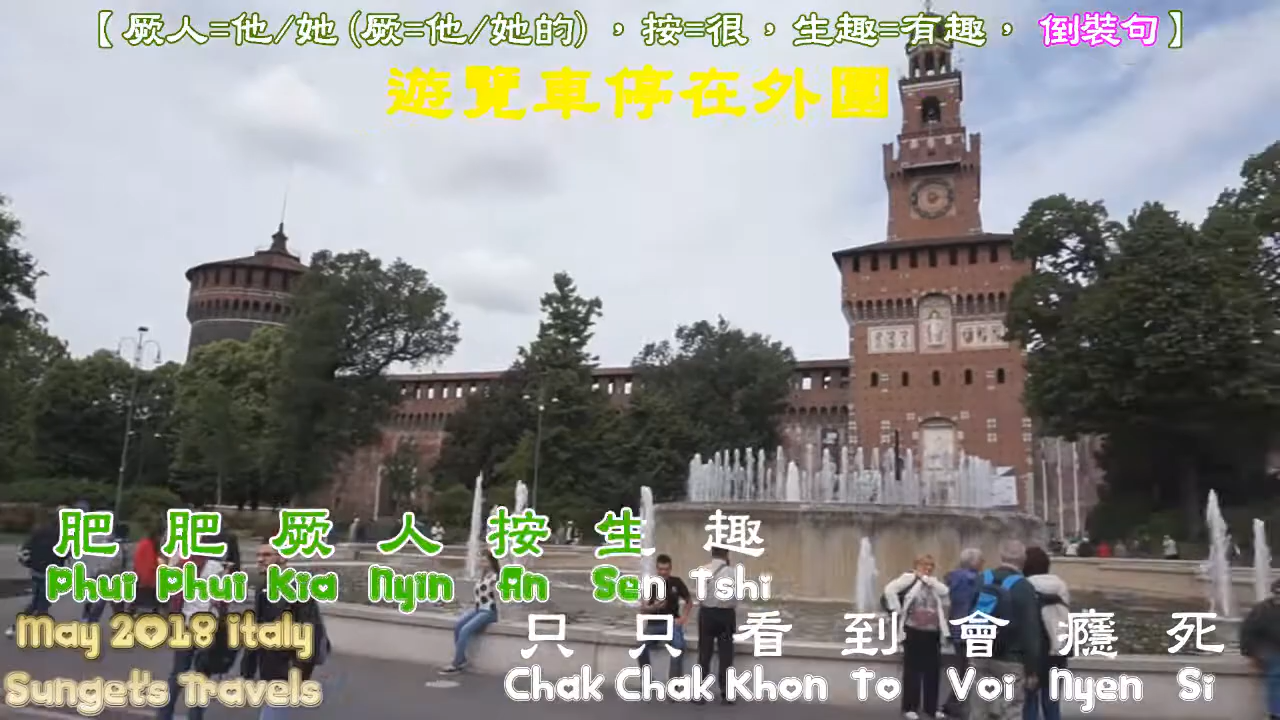 【厥人=他/她(厥=他/她的)，按=很，生趣=有趣，倒裝句】
遊覽車停在外圍
肥肥厥人按生趣
Phui Phui Kia Nyin An Sen Tshi
May 2018 italy
Sunget's Travels
只只看到會癮死
Chak Chak Khon To Voi Nyen Si